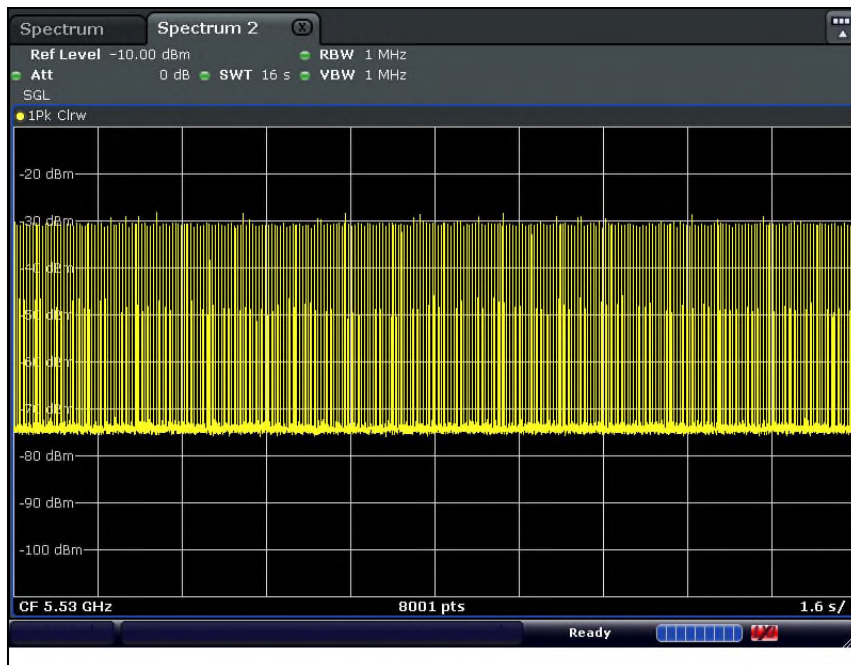 Spectrum Spectrum 2 X
Ref Level -10.00 dBm RBW 1 MHz
Att 0 dB SWT 16 s VBW 1 MHz
SGL
1Pk Clrw
-20 dBm
-30 dBm
-40 dBm
-50 dBm
-60 dBm
-70 dBm
-80 dBm
-90 dBm
-100 dBm
CF 5.53 GHz 8001 pts 1.6 s/
Ready